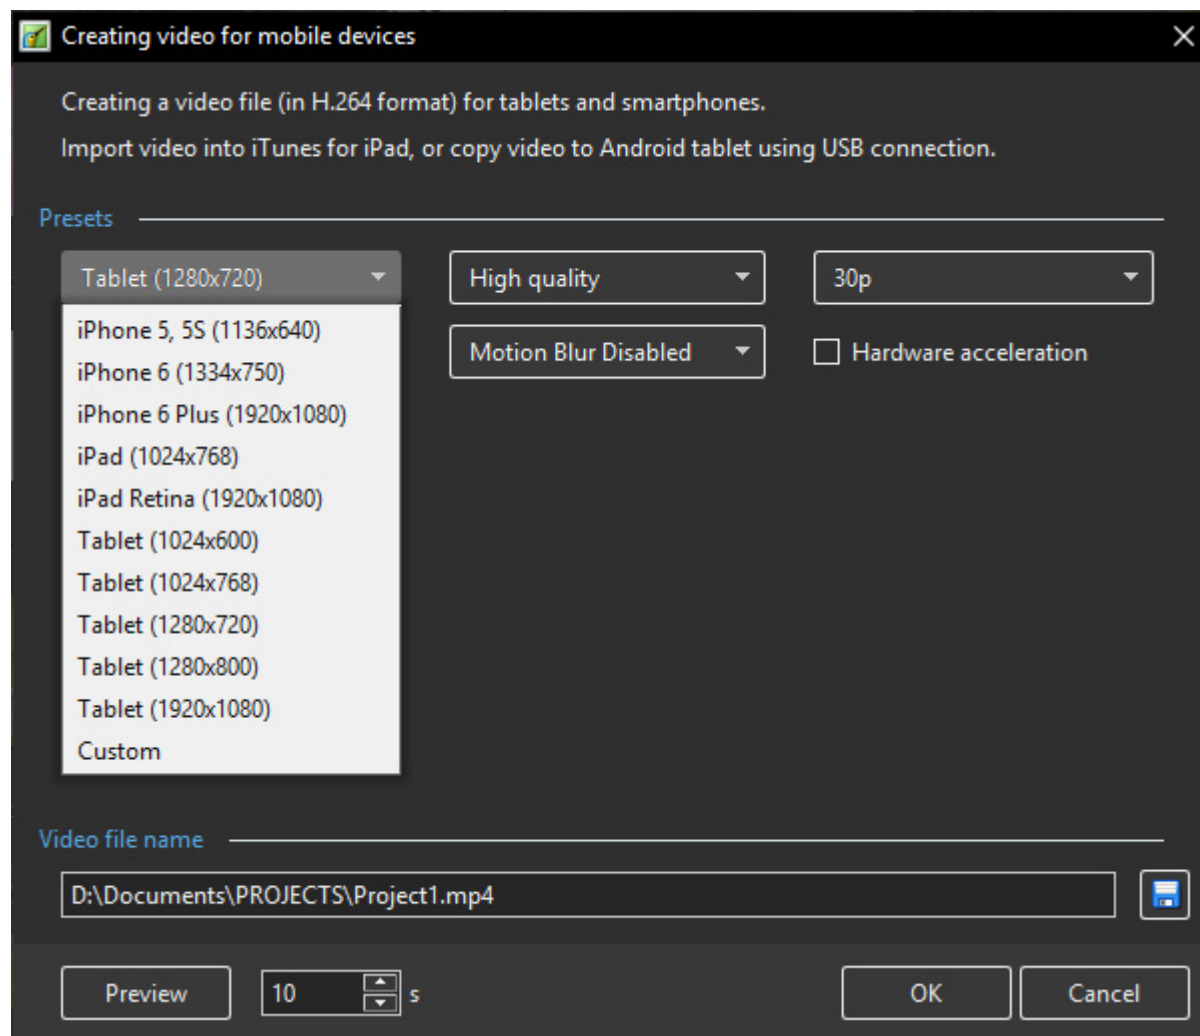 Creating video for mobile devices
Creating a video file (in H.264 format) for tablets and smartphones.
Import video into iTunes for iPad, or copy video to Android tablet using USB connection.
Presets
Tablet (1280x720)
High quality
30p
Motion Blur Disabled
Hardware acceleration
iPhone 5, 5S (1136x640)
iPhone 6 (1334x750)
iPhone 6 Plus (1920x1080)
iPad (1024x768)
iPad Retina (1920x1080)
Tablet (1024x600)
Tablet (1024x768)
Tablet (1280x720)
Tablet (1280x800)
Tablet (1920x1080)
Custom
Video file name
D:\Documents\PROJECTS\Project1.mp4
Preview
10
s
OK
Cancel